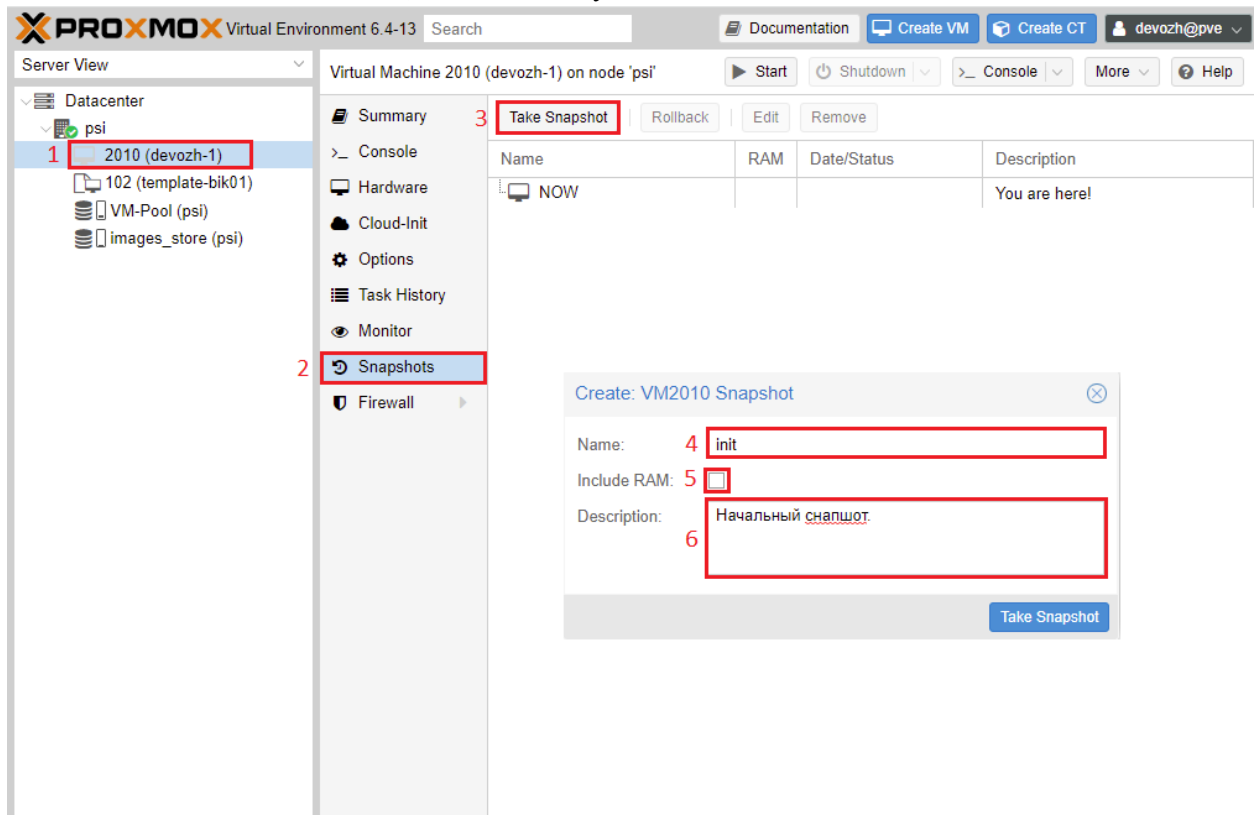 PROXMOX Virtual Environment 6.4-13 Search Documentation Create VM Create CT devozh@pve
Server View
Virtual Machine 2010 (devozh-1) on node 'psi' Start Shutdown >_ Console More Help
Datacenter
psi
1 2010 (devozh-1)
102 (template-bik01)
VM-Pool (psi)
images_store (psi)
Summary
>_ Console
Hardware
Cloud-Init
Options
Task History
Monitor
2 Snapshots
Firewall
3 Take Snapshot Rollback Edit Remove
Name RAM Date/Status Description
NOW You are here!
Create: VM2010 Snapshot
Name: 4 init
Include RAM: 5
Description: Начальный снапшот.
6
Take Snapshot